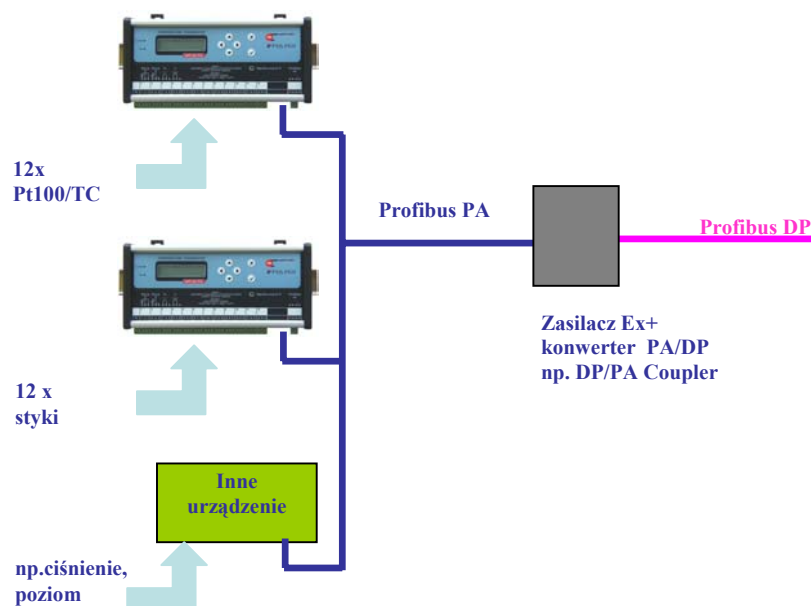 12x
Pt100/TC
Profibus PA
Profibus DP
Zasilacz Ex+
konwerter PA/DP
np. DP/PA Coupler
12 x
styki
Inne
urządzenie
np.ciśnienie,
poziom